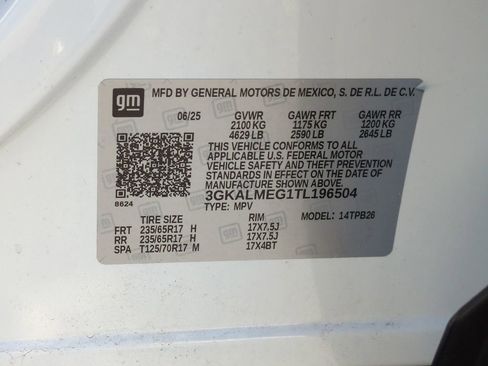 gm MFD BY GENERAL MOTORS DE MEXICO, S. DE R.L. DE C.V.
06/25 GVWR GAWR FRT GAWR RR
2100 KG 1175 KG 1200 KG
4629 LB 2590 LB 2645 LB
THIS VEHICLE CONFORMS TO ALL
APPLICABLE U.S. FEDERAL MOTOR
VEHICLE SAFETY AND THEFT PREVENTION
STANDARDS IN EFFECT ON THE DATE OF
MANUFACTURE SHOWN ABOVE.
3GKALMEG1TL196504
8624 TYPE: MPV MODEL: 14TPB26
TIRE SIZE RIM
FRT 235/65R17 H 17X7.5J
RR 235/65R17 H 17X7.5J
SPA T125/70R17 M 17X4BT